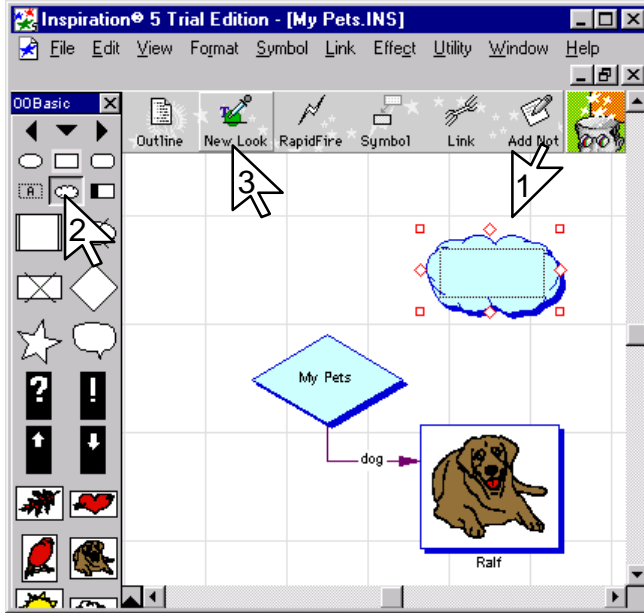 Inspiration® 5 Trial Edition - [My Pets.INS]
File Edit View Format Symbol Link Effect Utility Window Help
00Basic
Outline New Look RapidFire Symbol Link Add Not
A
1
2
3
? !
My Pets
dog
Ralf